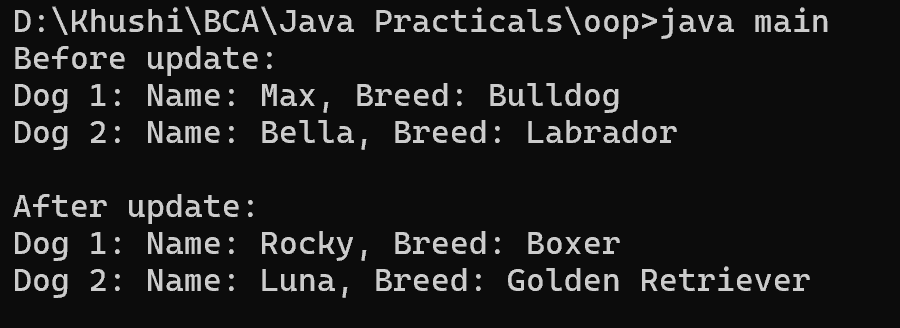 D:\Khushi\BCA\Java Practicals\oop>java main
Before update:
Dog 1: Name: Max, Breed: Bulldog
Dog 2: Name: Bella, Breed: Labrador
After update:
Dog 1: Name: Rocky, Breed: Boxer
Dog 2: Name: Luna, Breed: Golden Retriever